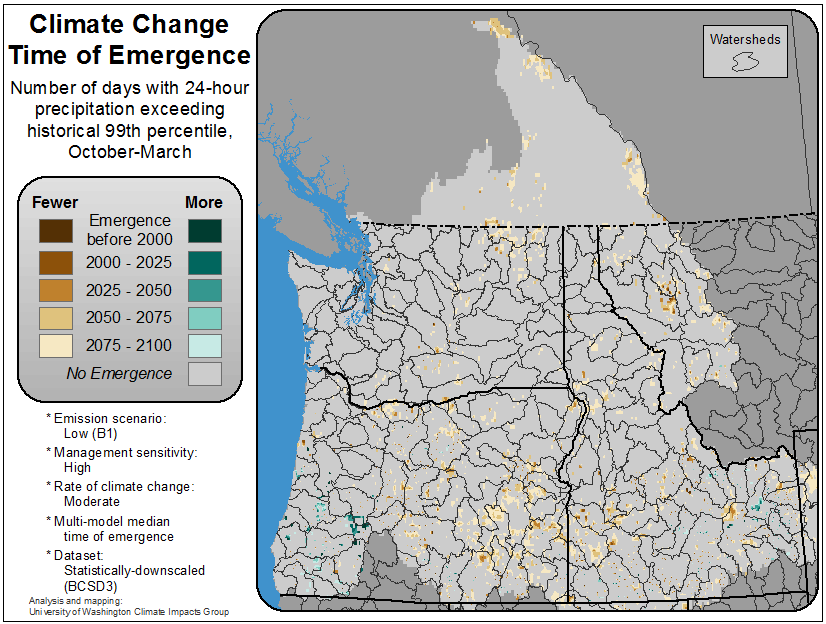 Climate Change
Time of Emergence
Number of days with 24-hour
precipitation exceeding
historical 99th percentile,
October-March
Fewer More
Emergence
before 2000
2000 - 2025
2025 - 2050
2050 - 2075
2075 - 2100
No Emergence
* Emission scenario:
Low (B1)
* Management sensitivity:
High
* Rate of climate change:
Moderate
* Multi-model median
time of emergence
* Dataset:
Statistically-downscaled
(BCSD3)
Analysis and mapping:
University of Washington Climate Impacts Group
Watersheds